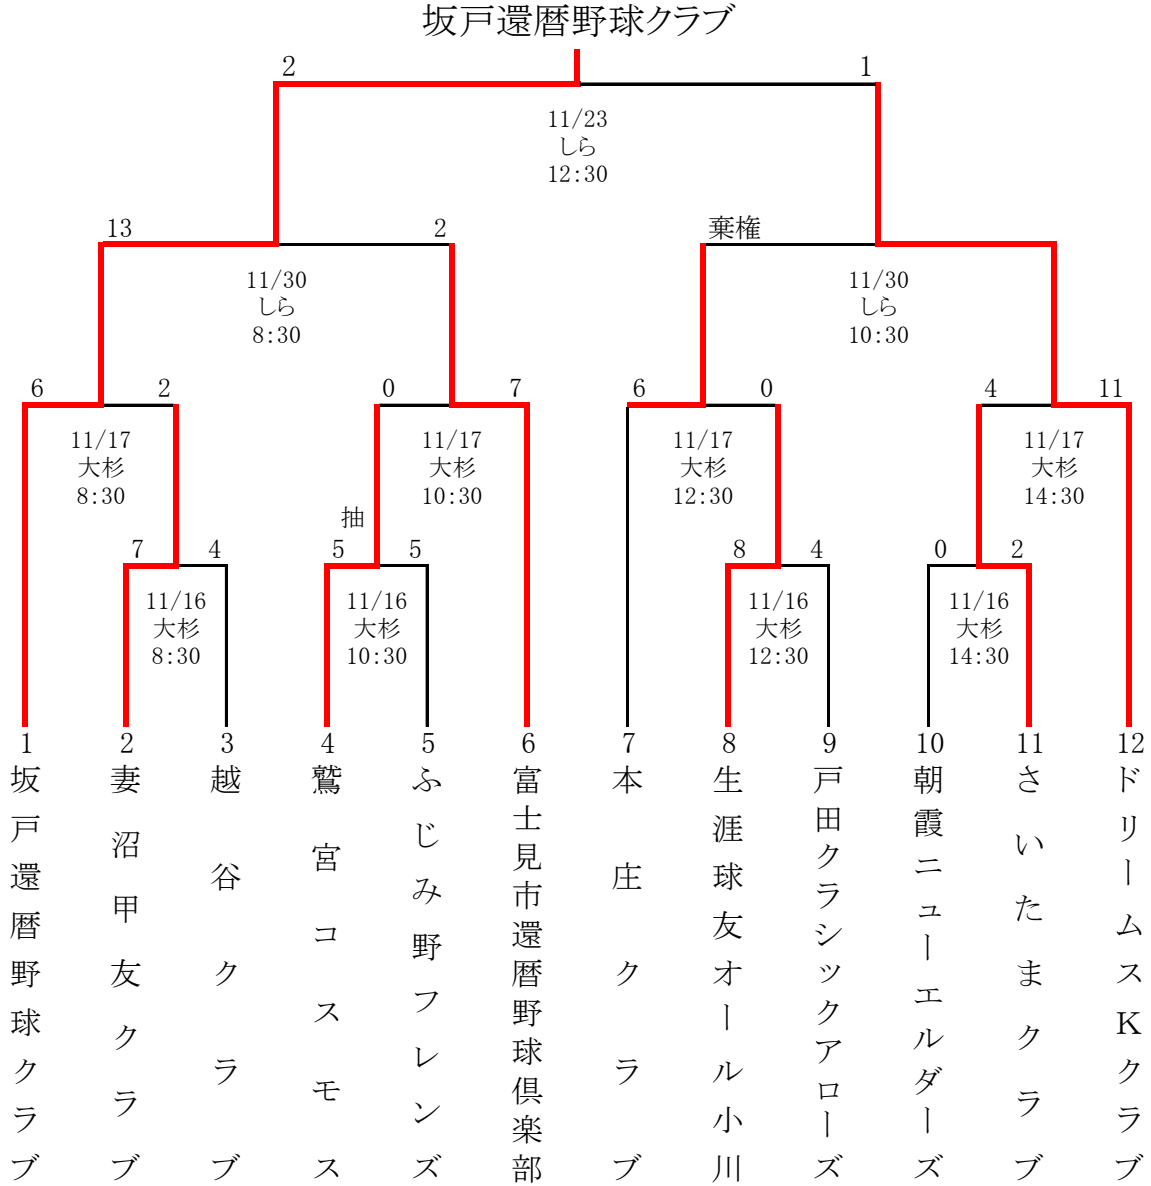 坂戸還暦野球クラブ
2
1
11/23
しら
12:30
13
2
棄権
11/30
しら
8:30
11/30
しら
10:30
6
2
0
7
6
0
4
11
11/17
大杉
8:30
11/17
大杉
10:30
11/17
大杉
12:30
11/17
大杉
14:30
抽
7
4
5
5
8
4
0
2
11/16
大杉
8:30
11/16
大杉
10:30
11/16
大杉
12:30
11/16
大杉
14:30
1
坂戸還暦野球クラブ
2
妻沼甲友クラブ
3
越谷クラブ
4
鷲宮コスモス
5
ふじみ野フレンズ
6
富士見市還暦野球倶楽部
7
本庄クラブ
8
生涯球友オール小川
9
戸田クラシックアローズ
10
朝霞ニューエルダーズ
11
さいたまクラブ
12
ドリームスKクラブ